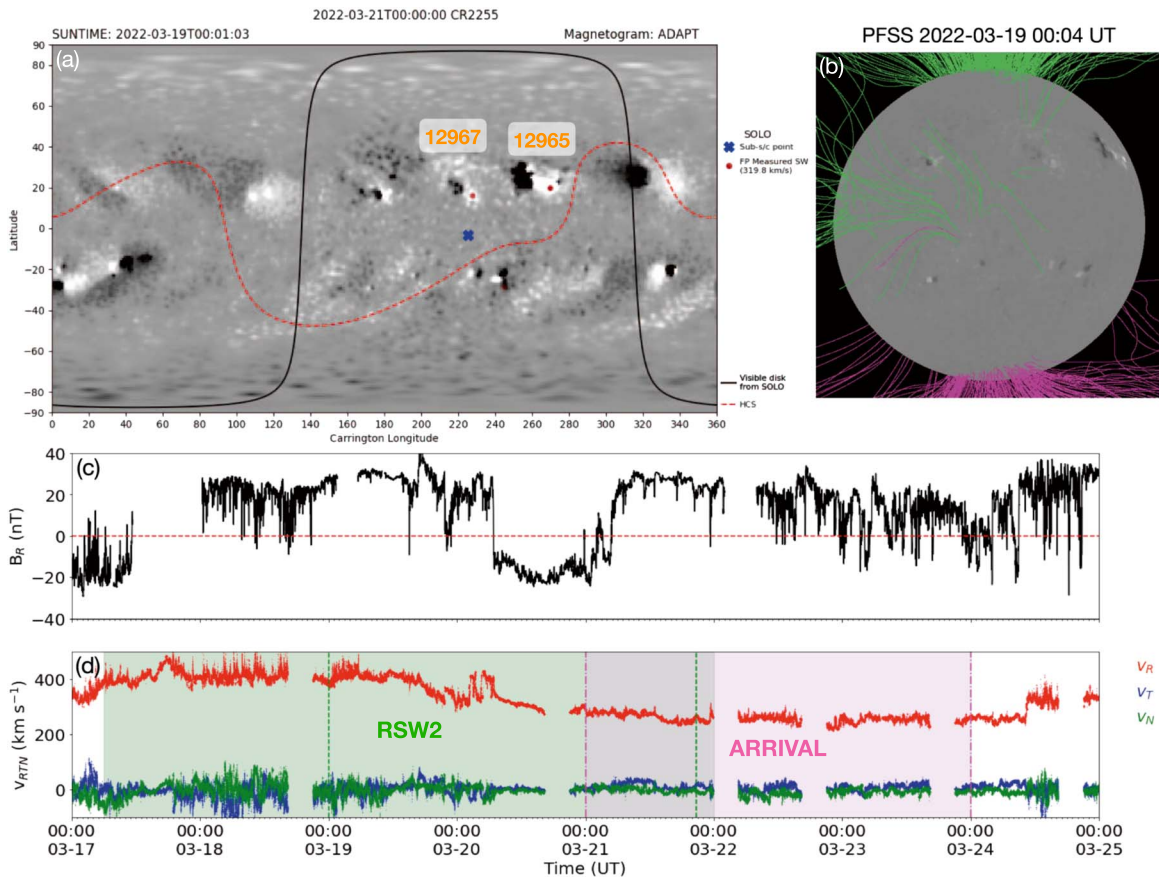 2022-03-21T00:00:00 CR2255
SUNTIME: 2022-03-19T00:01:03 Magnetogram: ADAPT
(a)
90
80
60
40
20
0
−20
−40
−60
−80
−90
Latitude
12967 12965
SOLO
Sub-s/c point
FP Measured SW
(319.8 km/s)
Visible disk
from SOLO
HCS
0 20 40 60 80 100 120 140 160 180 200 220 240 260 280 300 320 340 360
Carrington Longitude
PFSS 2022-03-19 00:04 UT
(b)
(c)
40
20
0
−20
−40
B_R (nT)
(d)
400
200
0
v_RTN (km s⁻¹)
RSW2
ARRIVAL
v_R
v_T
v_N
00:00 00:00 00:00 00:00 00:00 00:00 00:00 00:00 00:00
03-17 03-18 03-19 03-20 03-21 03-22 03-23 03-24 03-25
Time (UT)